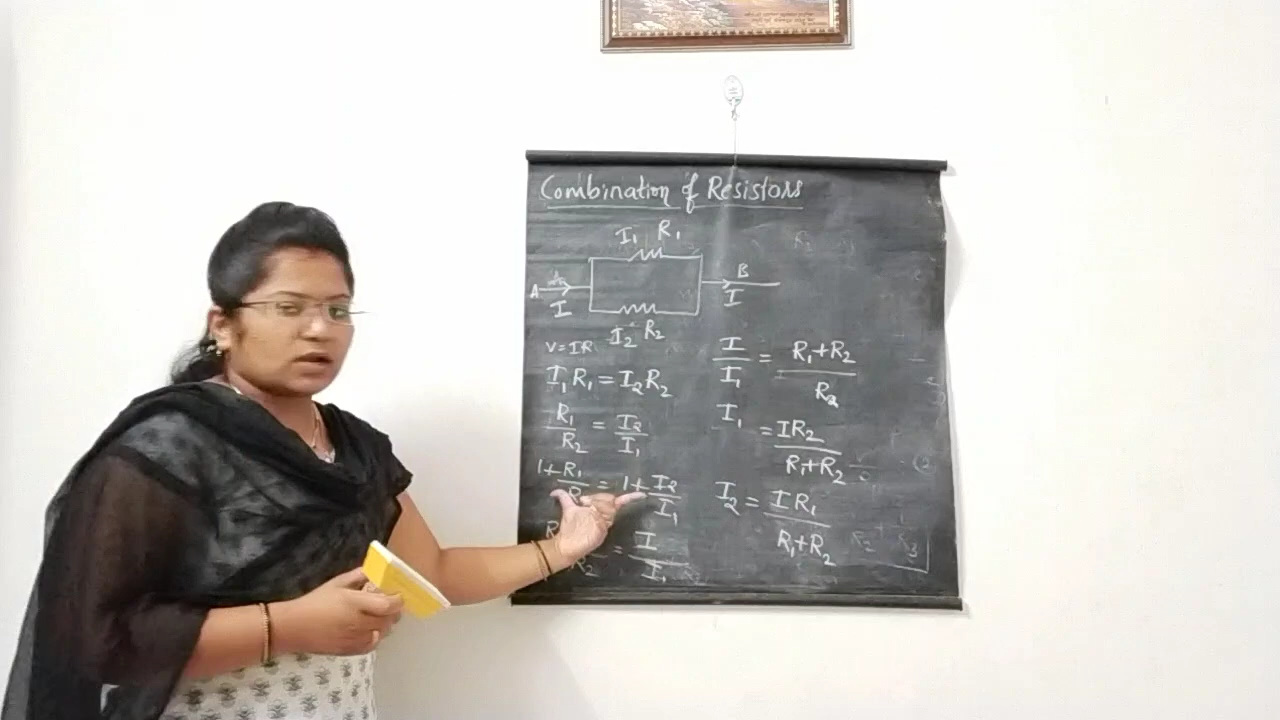 Combination of Resistors
I₁ R₁
A
I
B
I
I₂ R₂
V=IR
I₁R₁ = I₂R₂
R₁/R₂ = I₂/I₁
1+R₁/ = 1+I₂/I₁
R /R₂ = I/I₁
I/I₁ = R₁+R₂/R₂
I₁ = IR₂/R₁+R₂
I₂ = IR₁/R₁+R₂